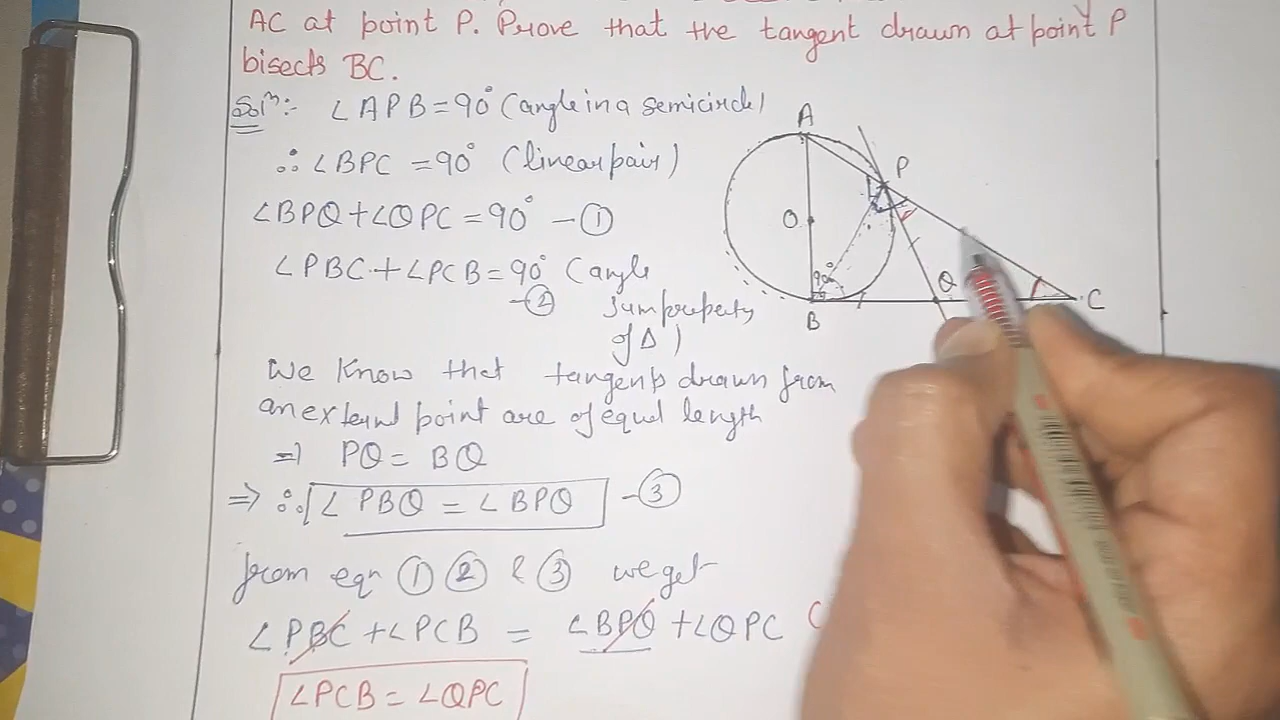 AC at point P. Prove that the tangent drawn at point P
bisects BC.
Solⁿ:- ∠APB = 90° (angle in a semicircle)
∴ ∠BPC = 90° (linear pair)
∠BPQ + ∠QPC = 90° – ①
∠PBC + ∠PCB = 90° (angle
– ② sum property
of Δ)
We Know that tangents drawn from
an external point are of equal length
⇒ PQ = BQ
⇒ ∴ ∠PBQ = ∠BPQ – ③
from eqn ① ② & ③ we get
∠PBC + ∠PCB = ∠BPQ + ∠QPC (
∠PCB = ∠QPC
A
P
O
90°
Q
B
C